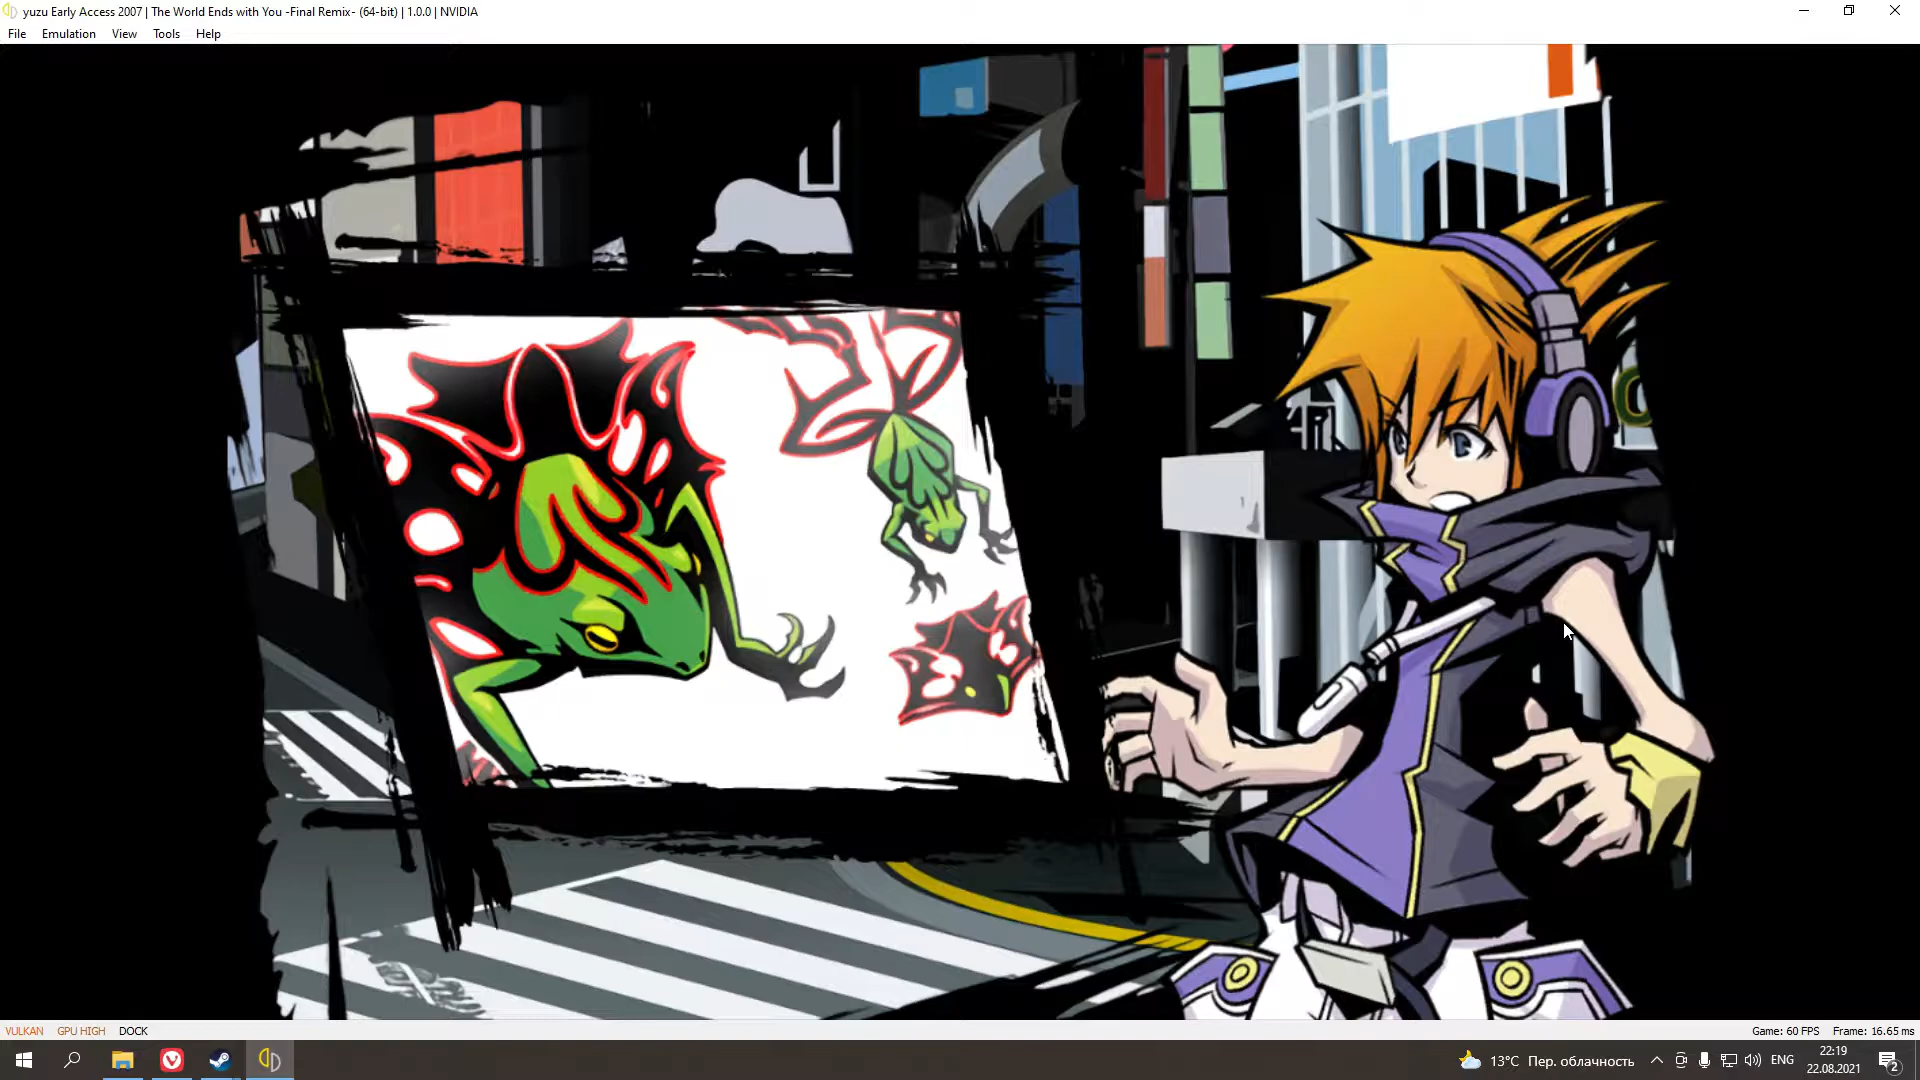 yuzu Early Access 2007 | The World Ends with You -Final Remix- (64-bit) | 1.0.0 | NVIDIA
File Emulation View Tools Help
VULKAN GPU HIGH DOCK Game: 60 FPS Frame: 16.65 ms
13°C Пер. облачность ENG 22:19
22.08.2021 2